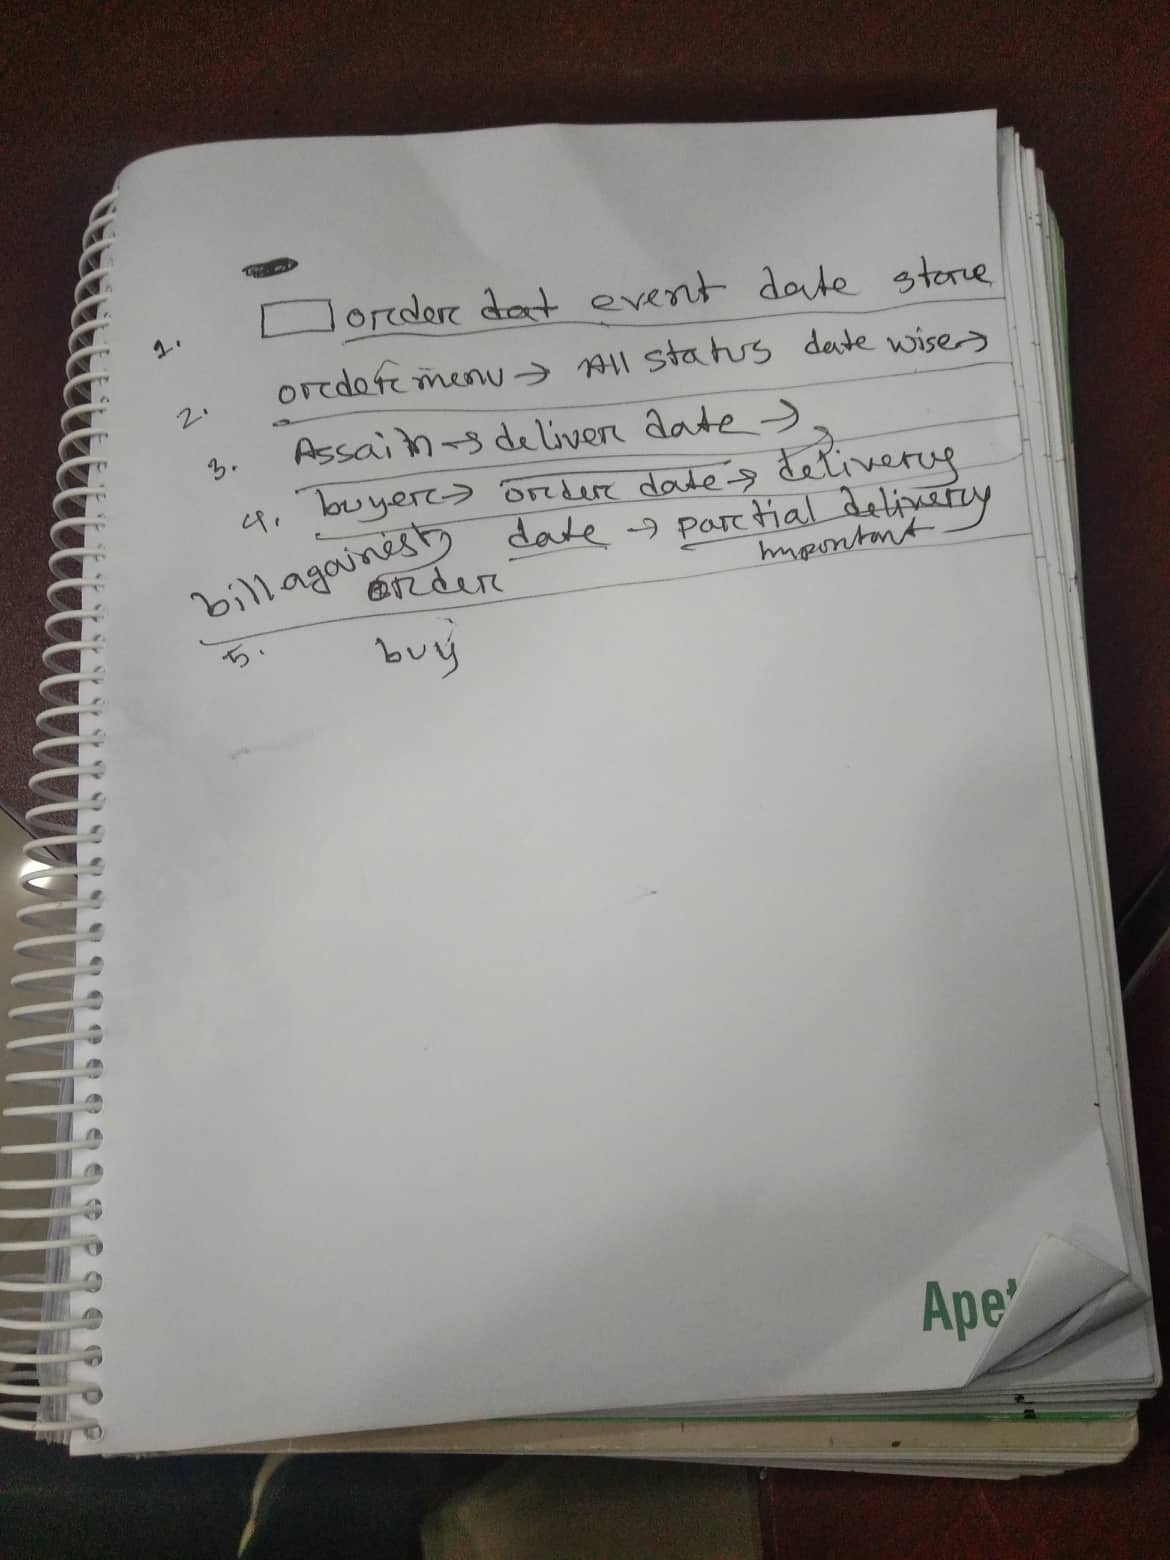 1. order dat event date store
2. order menu → All status date wise →
3. Assain → deliver date →
4. buyer → order date → delivery
date → partial delivery
important
bill against
order
5. buy
Ape